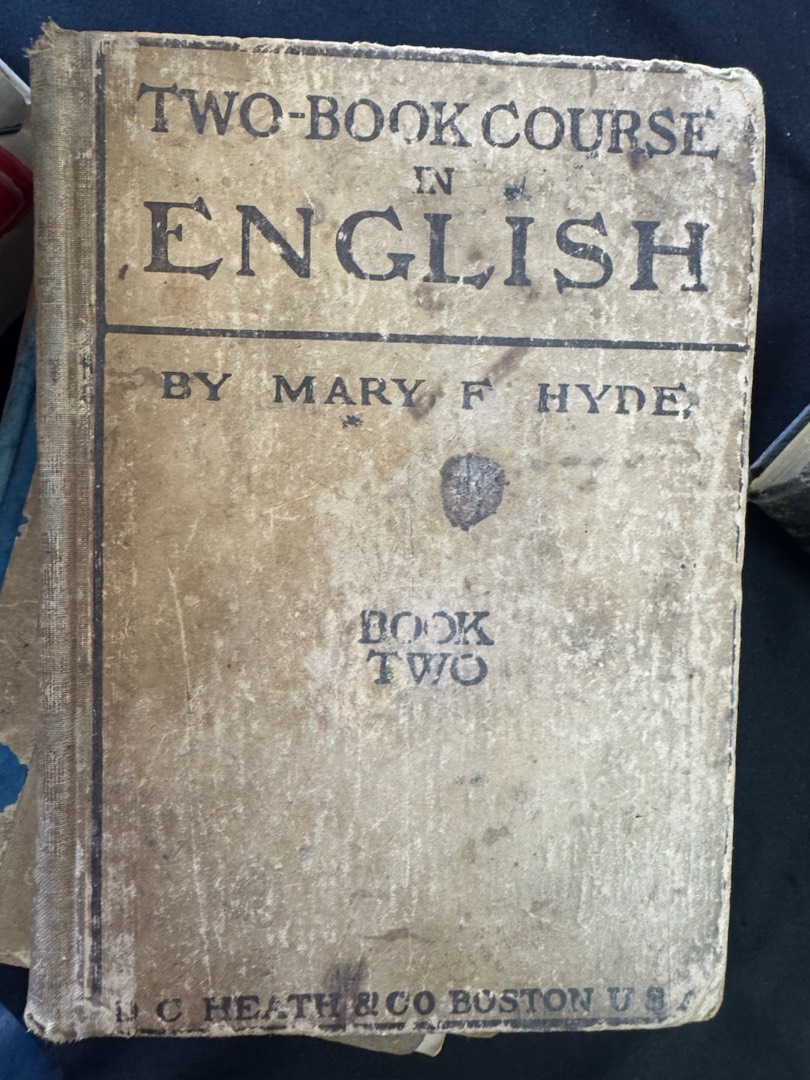 TWO-BOOK COURSE
IN
ENGLISH
BY MARY F HYDE
BOOK
TWO
D C HEATH & CO BOSTON U S A